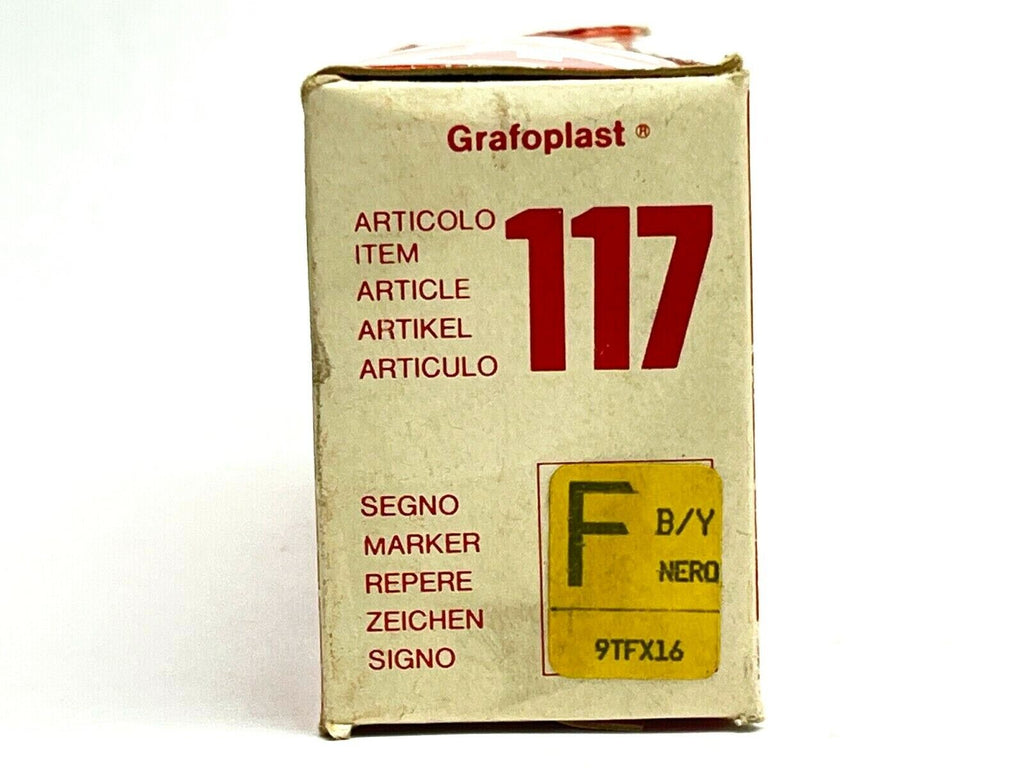 Grafoplast ®
ARTICOLO
ITEM
ARTICLE
ARTIKEL
ARTICULO
117
SEGNO
MARKER
REPERE
ZEICHEN
SIGNO
F
B/Y
NERO
9TFX16